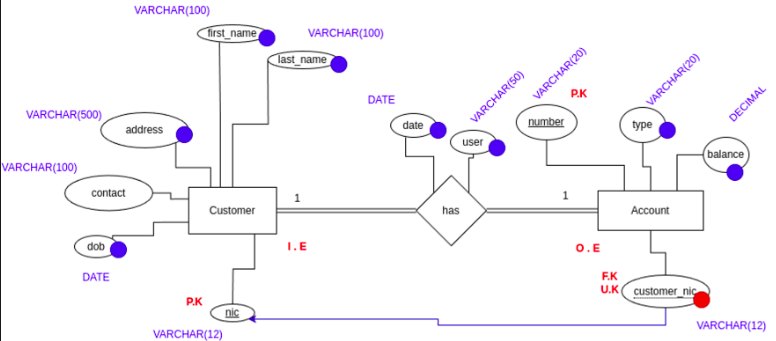 VARCHAR(100)
first_name
VARCHAR(100)
last_name
VARCHAR(500)
address
VARCHAR(100)
contact
dob
DATE
Customer
1
I . E
P.K
nic
VARCHAR(12)
DATE
date
VARCHAR(50)
user
has
VARCHAR(20)
P.K
number
VARCHAR(20)
type
DECIMAL
balance
1
Account
O . E
F.K
U.K
customer_nic
VARCHAR(12)